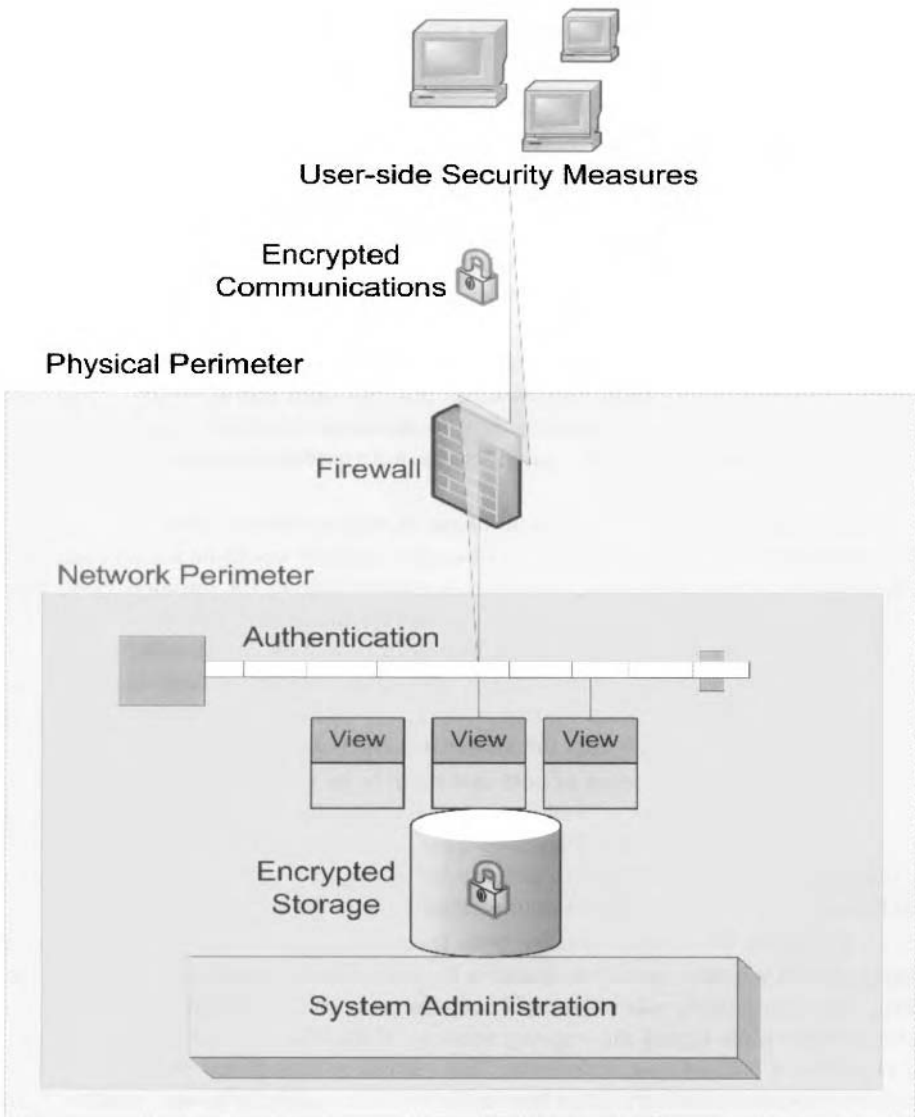 User-side Security Measures
Encrypted
Communications
Physical Perimeter
Firewall
Network Perimeter
Authentication
View
View
View
Encrypted
Storage
System Administration